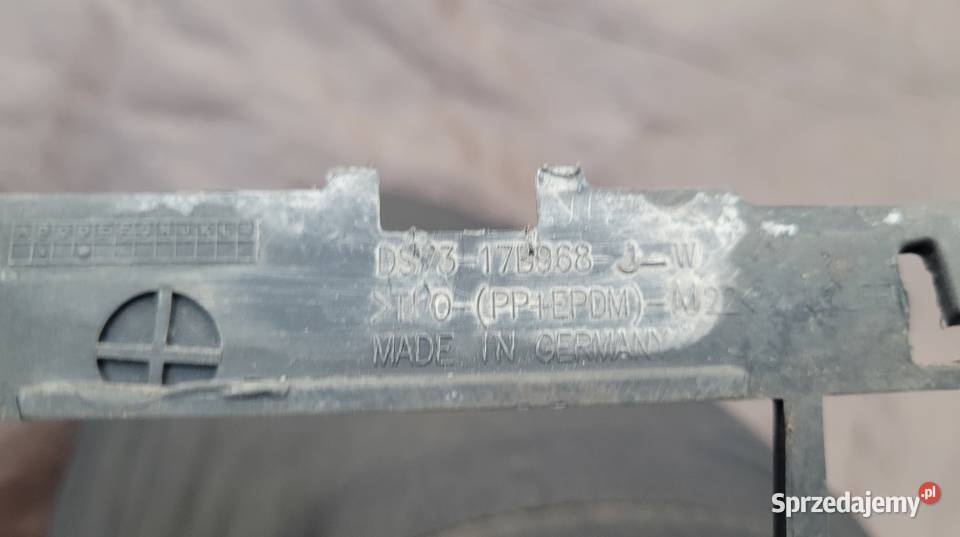 DS73-17B968-J-W
>TPO-(PP+EPDM)-M22<
MADE IN GERMANY
Sprzedajemy.pl